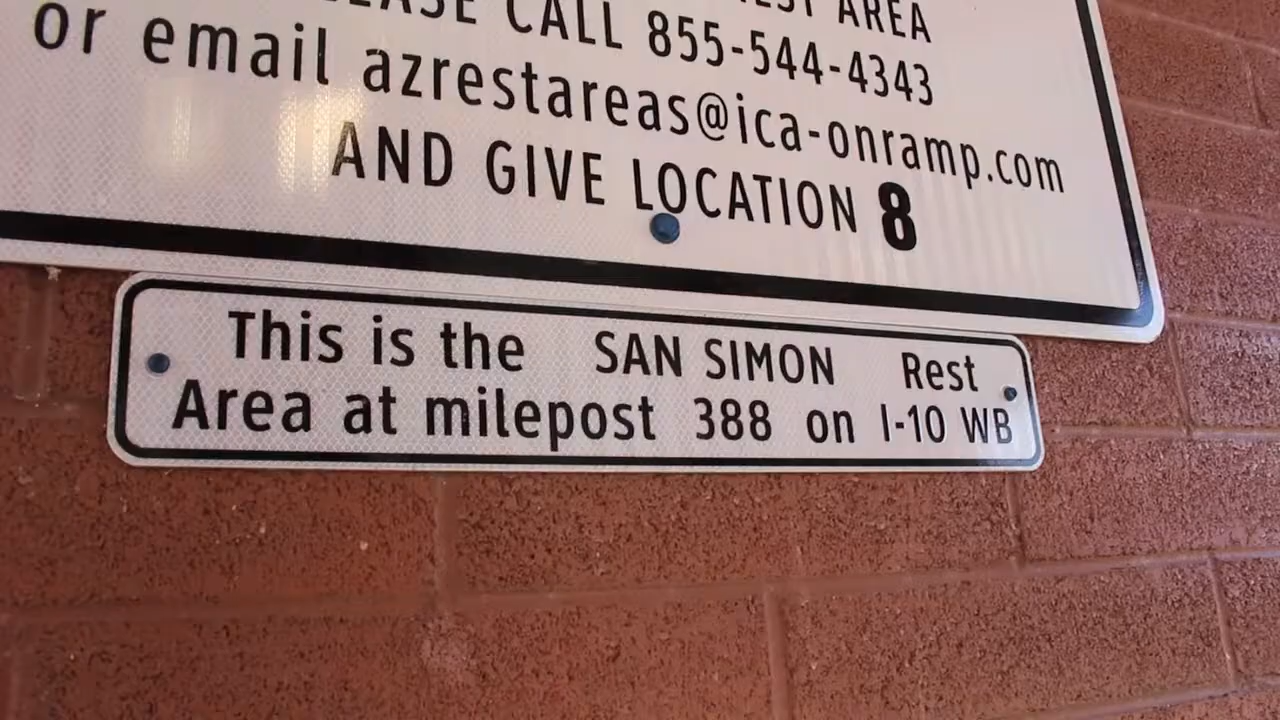 AREA
CALL 855-544-4343
or email azrestareas@ica-onramp.com
AND GIVE LOCATION 8
This is the SAN SIMON Rest
Area at milepost 388 on I-10 WB